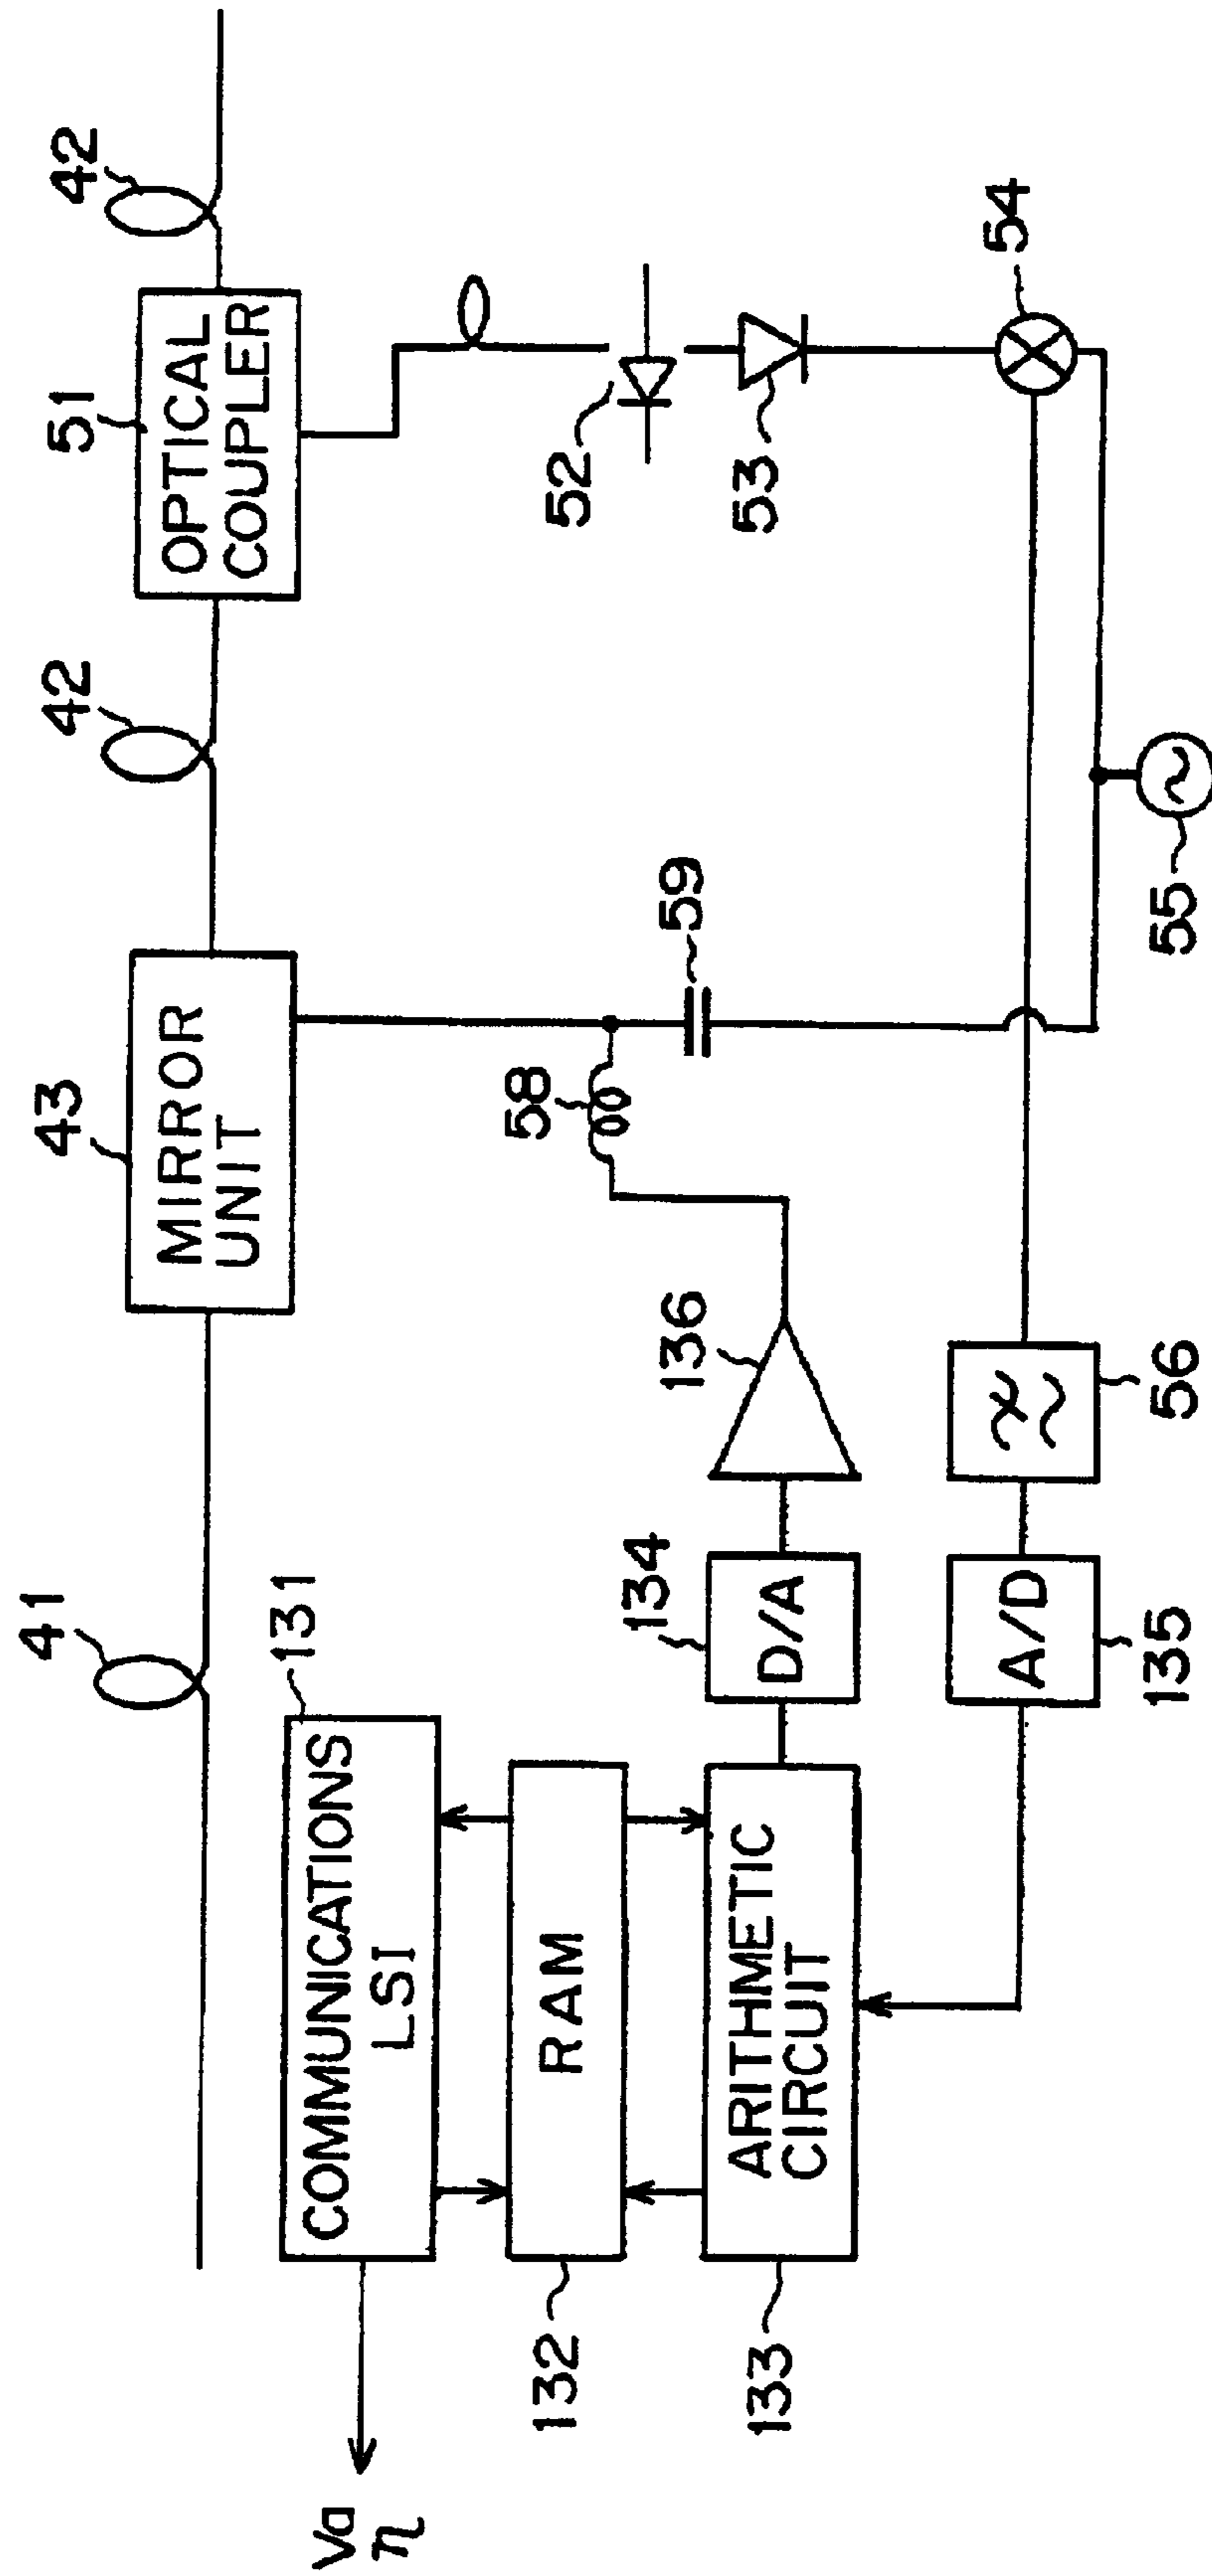 41
43
42
51
42
MIRROR
UNIT
OPTICAL
COUPLER
131
COMMUNICATIONS
LSI
Va
η
132
RAM
133
ARITHMETIC
CIRCUIT
134
D/A
136
58
59
52
53
54
135
A/D
56
55